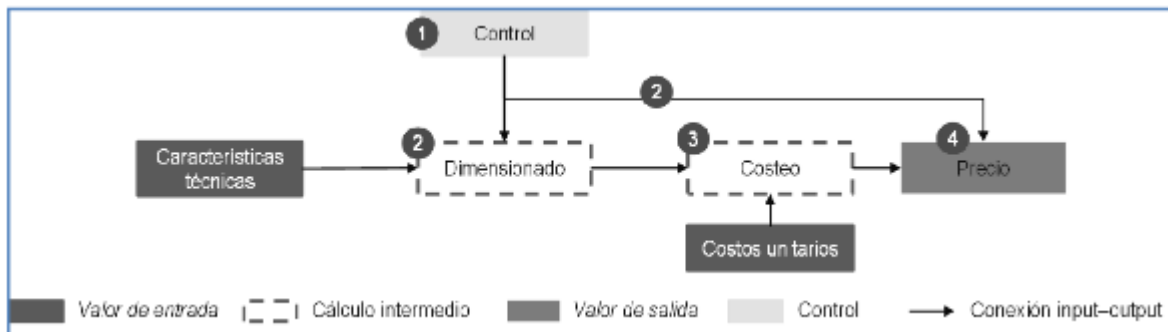 1
Control
2
Características
técnicas
2
Dimensionado
3
Costeo
4
Precio
Costos un tarios
Valor de entrada
Cálculo intermedio
Valor de salida
Control
Conexión input–cutput